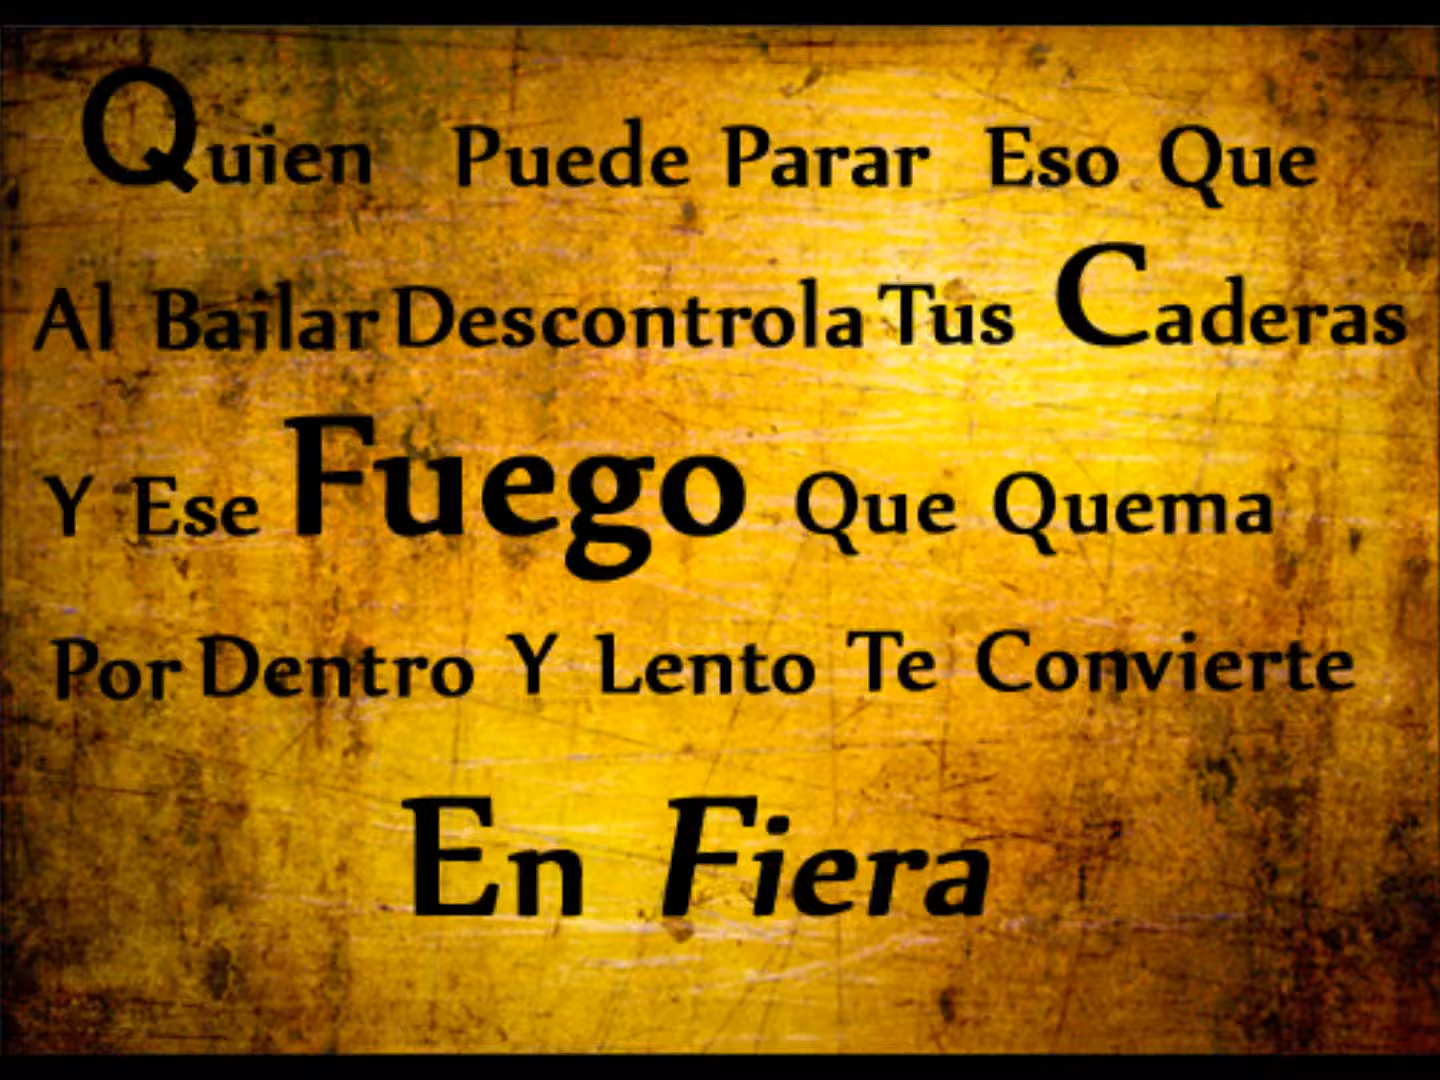 Quien Puede Parar Eso Que
Al Bailar Descontrola Tus Caderas
Y Ese Fuego Que Quema
Por Dentro Y Lento Te Convierte
En Fiera